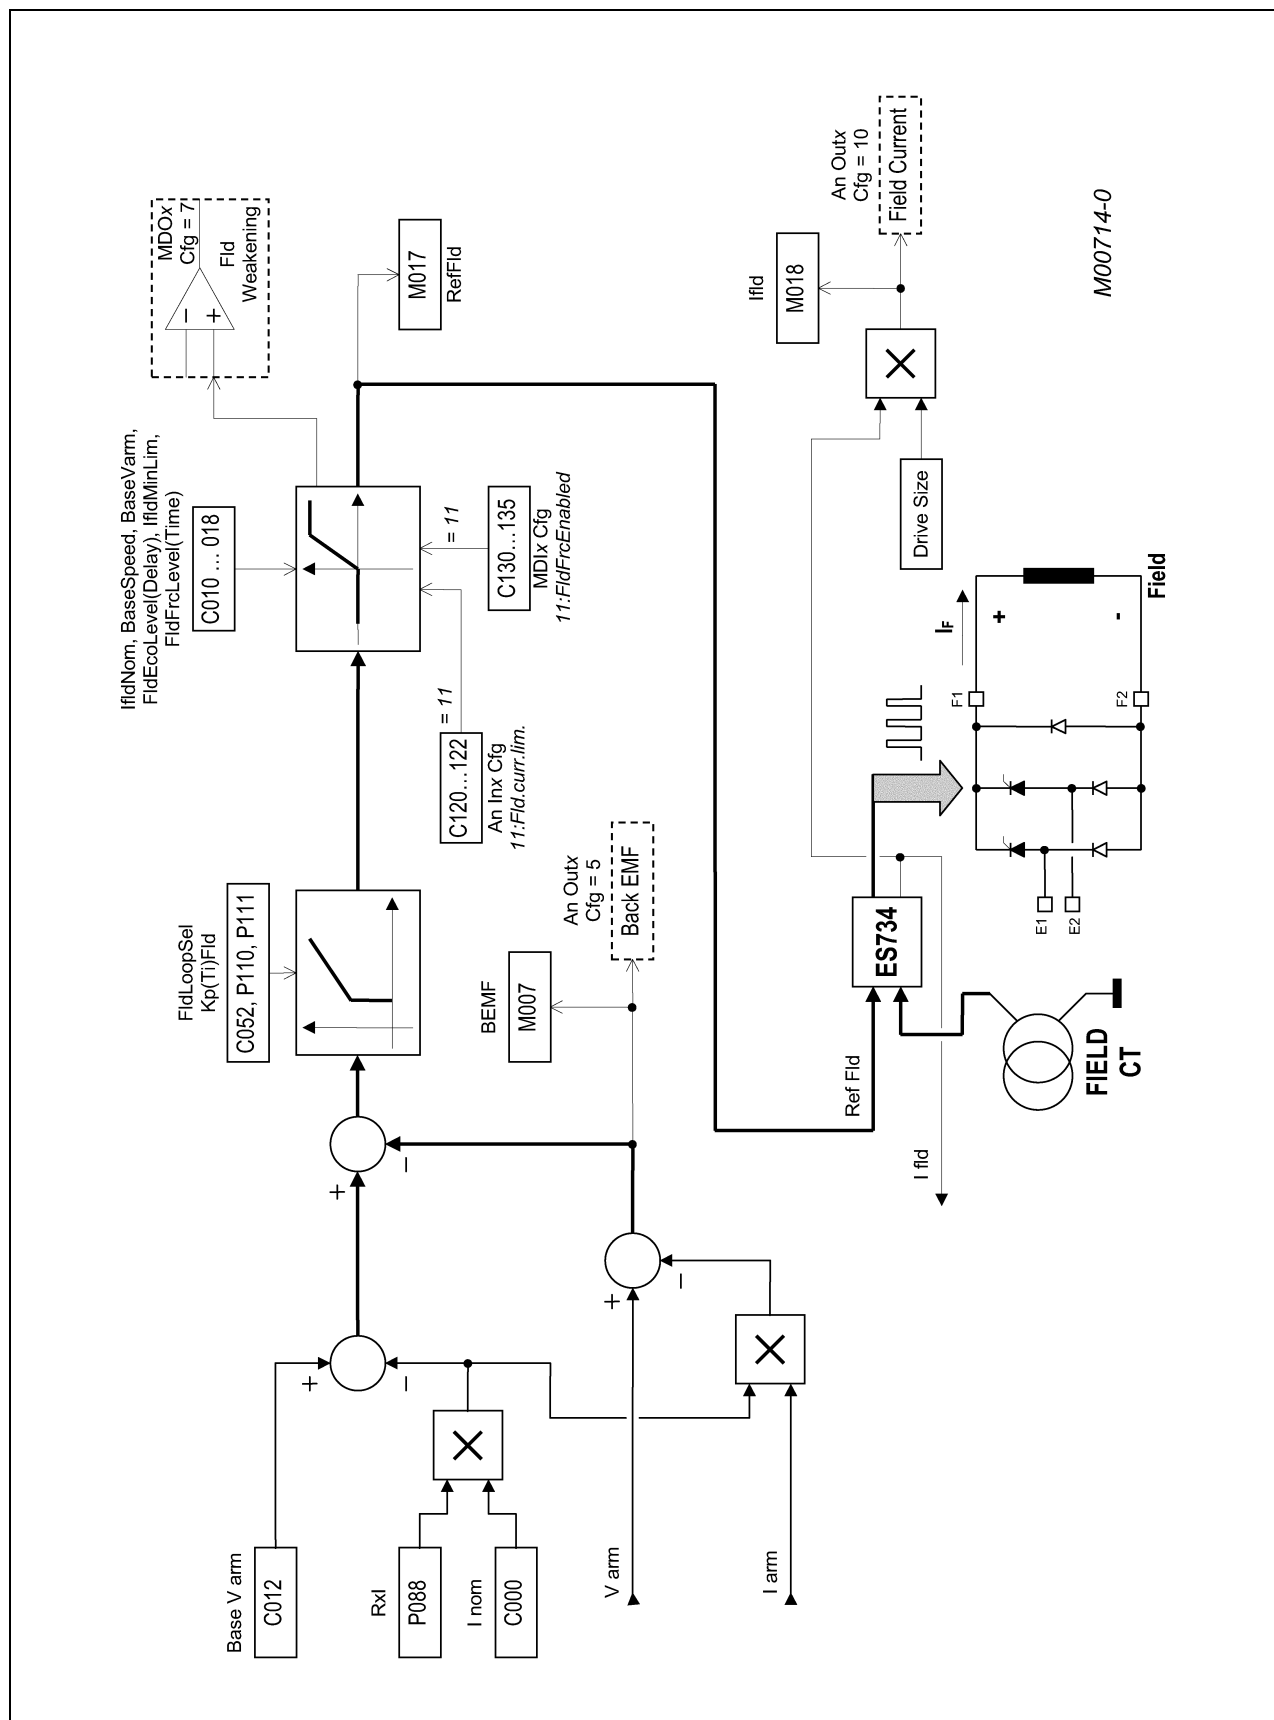 IfldNom, BaseSpeed, BaseVarm,
FldEcoLevel(Delay), IfldMinLim,
FldFrcLevel(Time)
C010 ... 018
MDOx
Cfg = 7
−
+
Fld
Weakening
FldLoopSel
Kp(Ti)Fld
C052, P110, P111
Base V arm
C012
+
−
+
−
M017
RefFld
RxI
P088
I nom
C000
= 11
C120...122
An Inx Cfg
11:Fld.curr.lim.
= 11
C130...135
MDIx Cfg
11:FldFrcEnabled
BEMF
M007
An Outx
Cfg = 5
Back EMF
V arm
+
−
I arm
Ifld
M018
An Outx
Cfg = 10
Field Current
Drive Size
Ref Fld
ES734
I fld
FIELD
CT
IF
F1
+
-
F2
Field
E1
E2
M00714-0